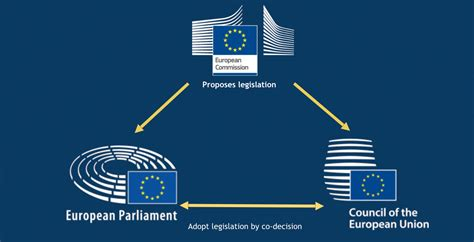 European
Commission
Proposes legislation
European Parliament
Council of the
European Union
Adopt legislation by co-decision